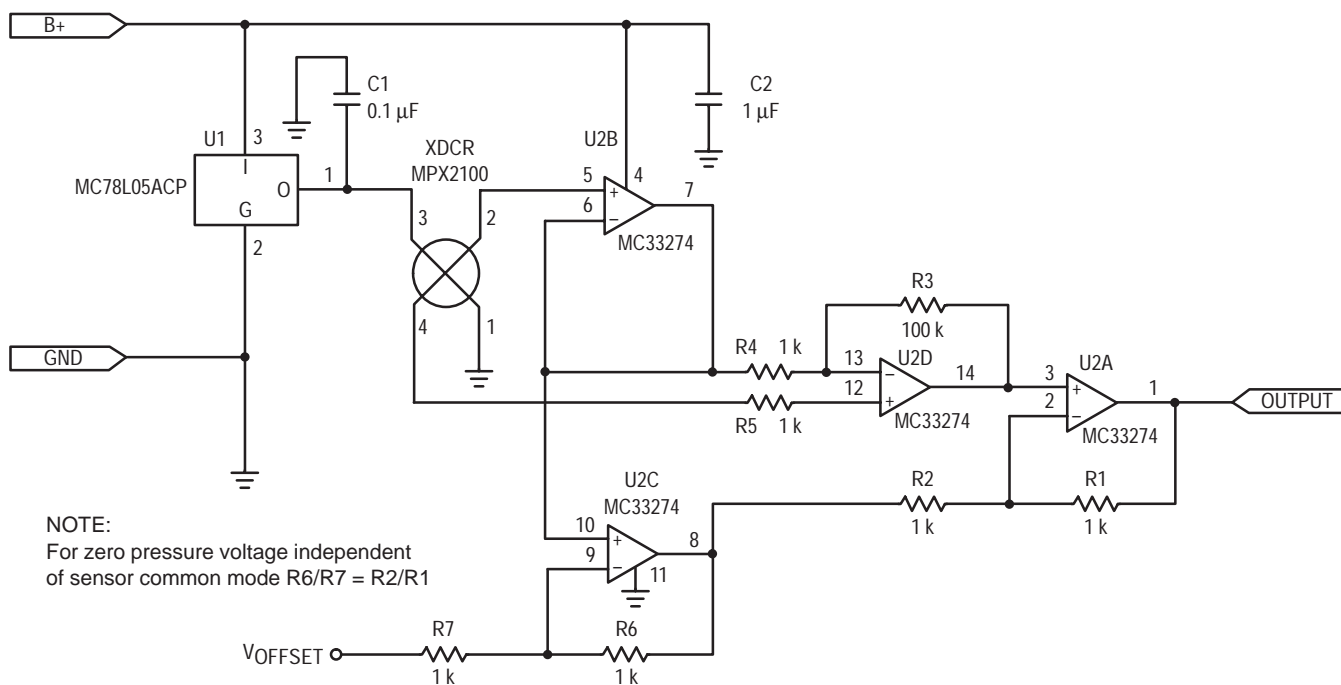 B+
C1
0.1 µF
C2
1 µF
U1
3
I
MC78L05ACP
O
1
G
2
XDCR
MPX2100
3
2
4
1
U2B
5
+
4
7
6
–
MC33274
GND
R3
100 k
R4
1 k
13
–
U2D
14
12
+
MC33274
R5
1 k
U2A
3
+
1
2
–
MC33274
OUTPUT
U2C
MC33274
10
+
8
9
–
11
R2
1 k
R1
1 k
NOTE:
For zero pressure voltage independent
of sensor common mode R6/R7 = R2/R1
VOFFSET
R7
1 k
R6
1 k